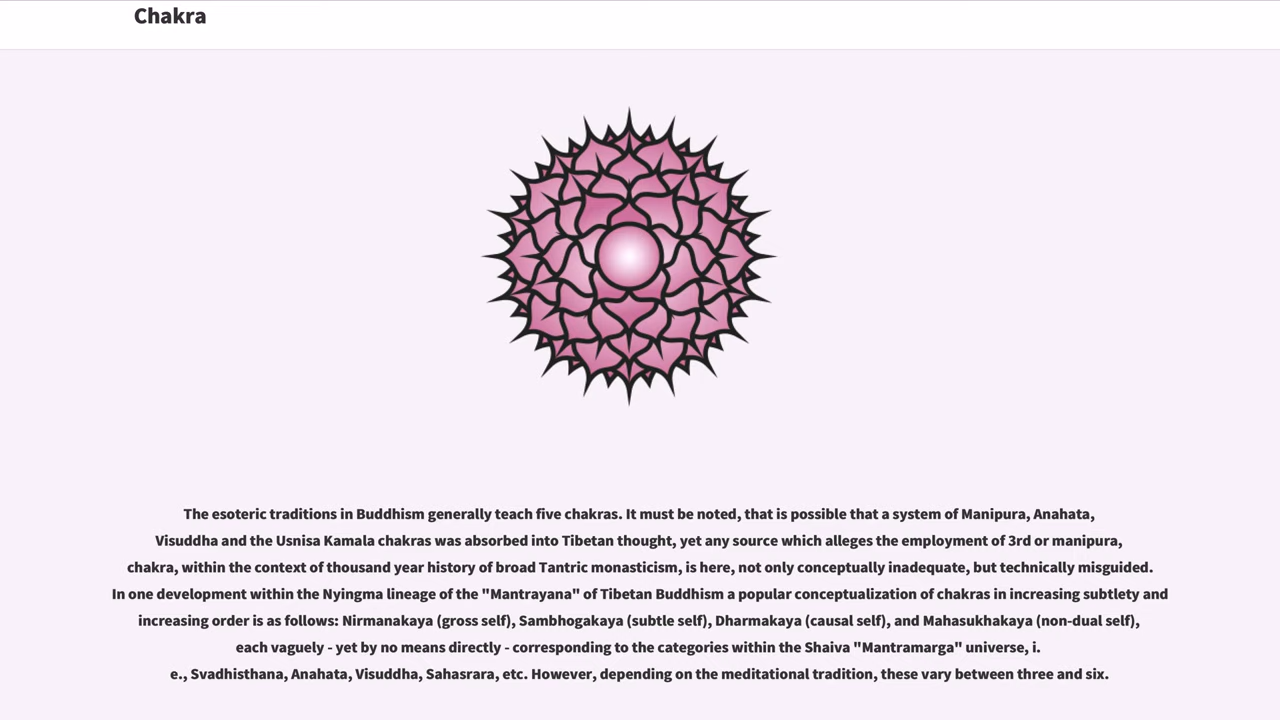 Chakra
The esoteric traditions in Buddhism generally teach five chakras. It must be noted, that is possible that a system of Manipura, Anahata,
Visuddha and the Usnisa Kamala chakras was absorbed into Tibetan thought, yet any source which alleges the employment of 3rd or manipura,
chakra, within the context of thousand year history of broad Tantric monasticism, is here, not only conceptually inadequate, but technically misguided.
In one development within the Nyingma lineage of the "Mantrayana" of Tibetan Buddhism a popular conceptualization of chakras in increasing subtlety and
increasing order is as follows: Nirmanakaya (gross self), Sambhogakaya (subtle self), Dharmakaya (causal self), and Mahasukhakaya (non-dual self),
each vaguely - yet by no means directly - corresponding to the categories within the Shaiva "Mantramarga" universe, i.
e., Svadhisthana, Anahata, Visuddha, Sahasrara, etc. However, depending on the meditational tradition, these vary between three and six.